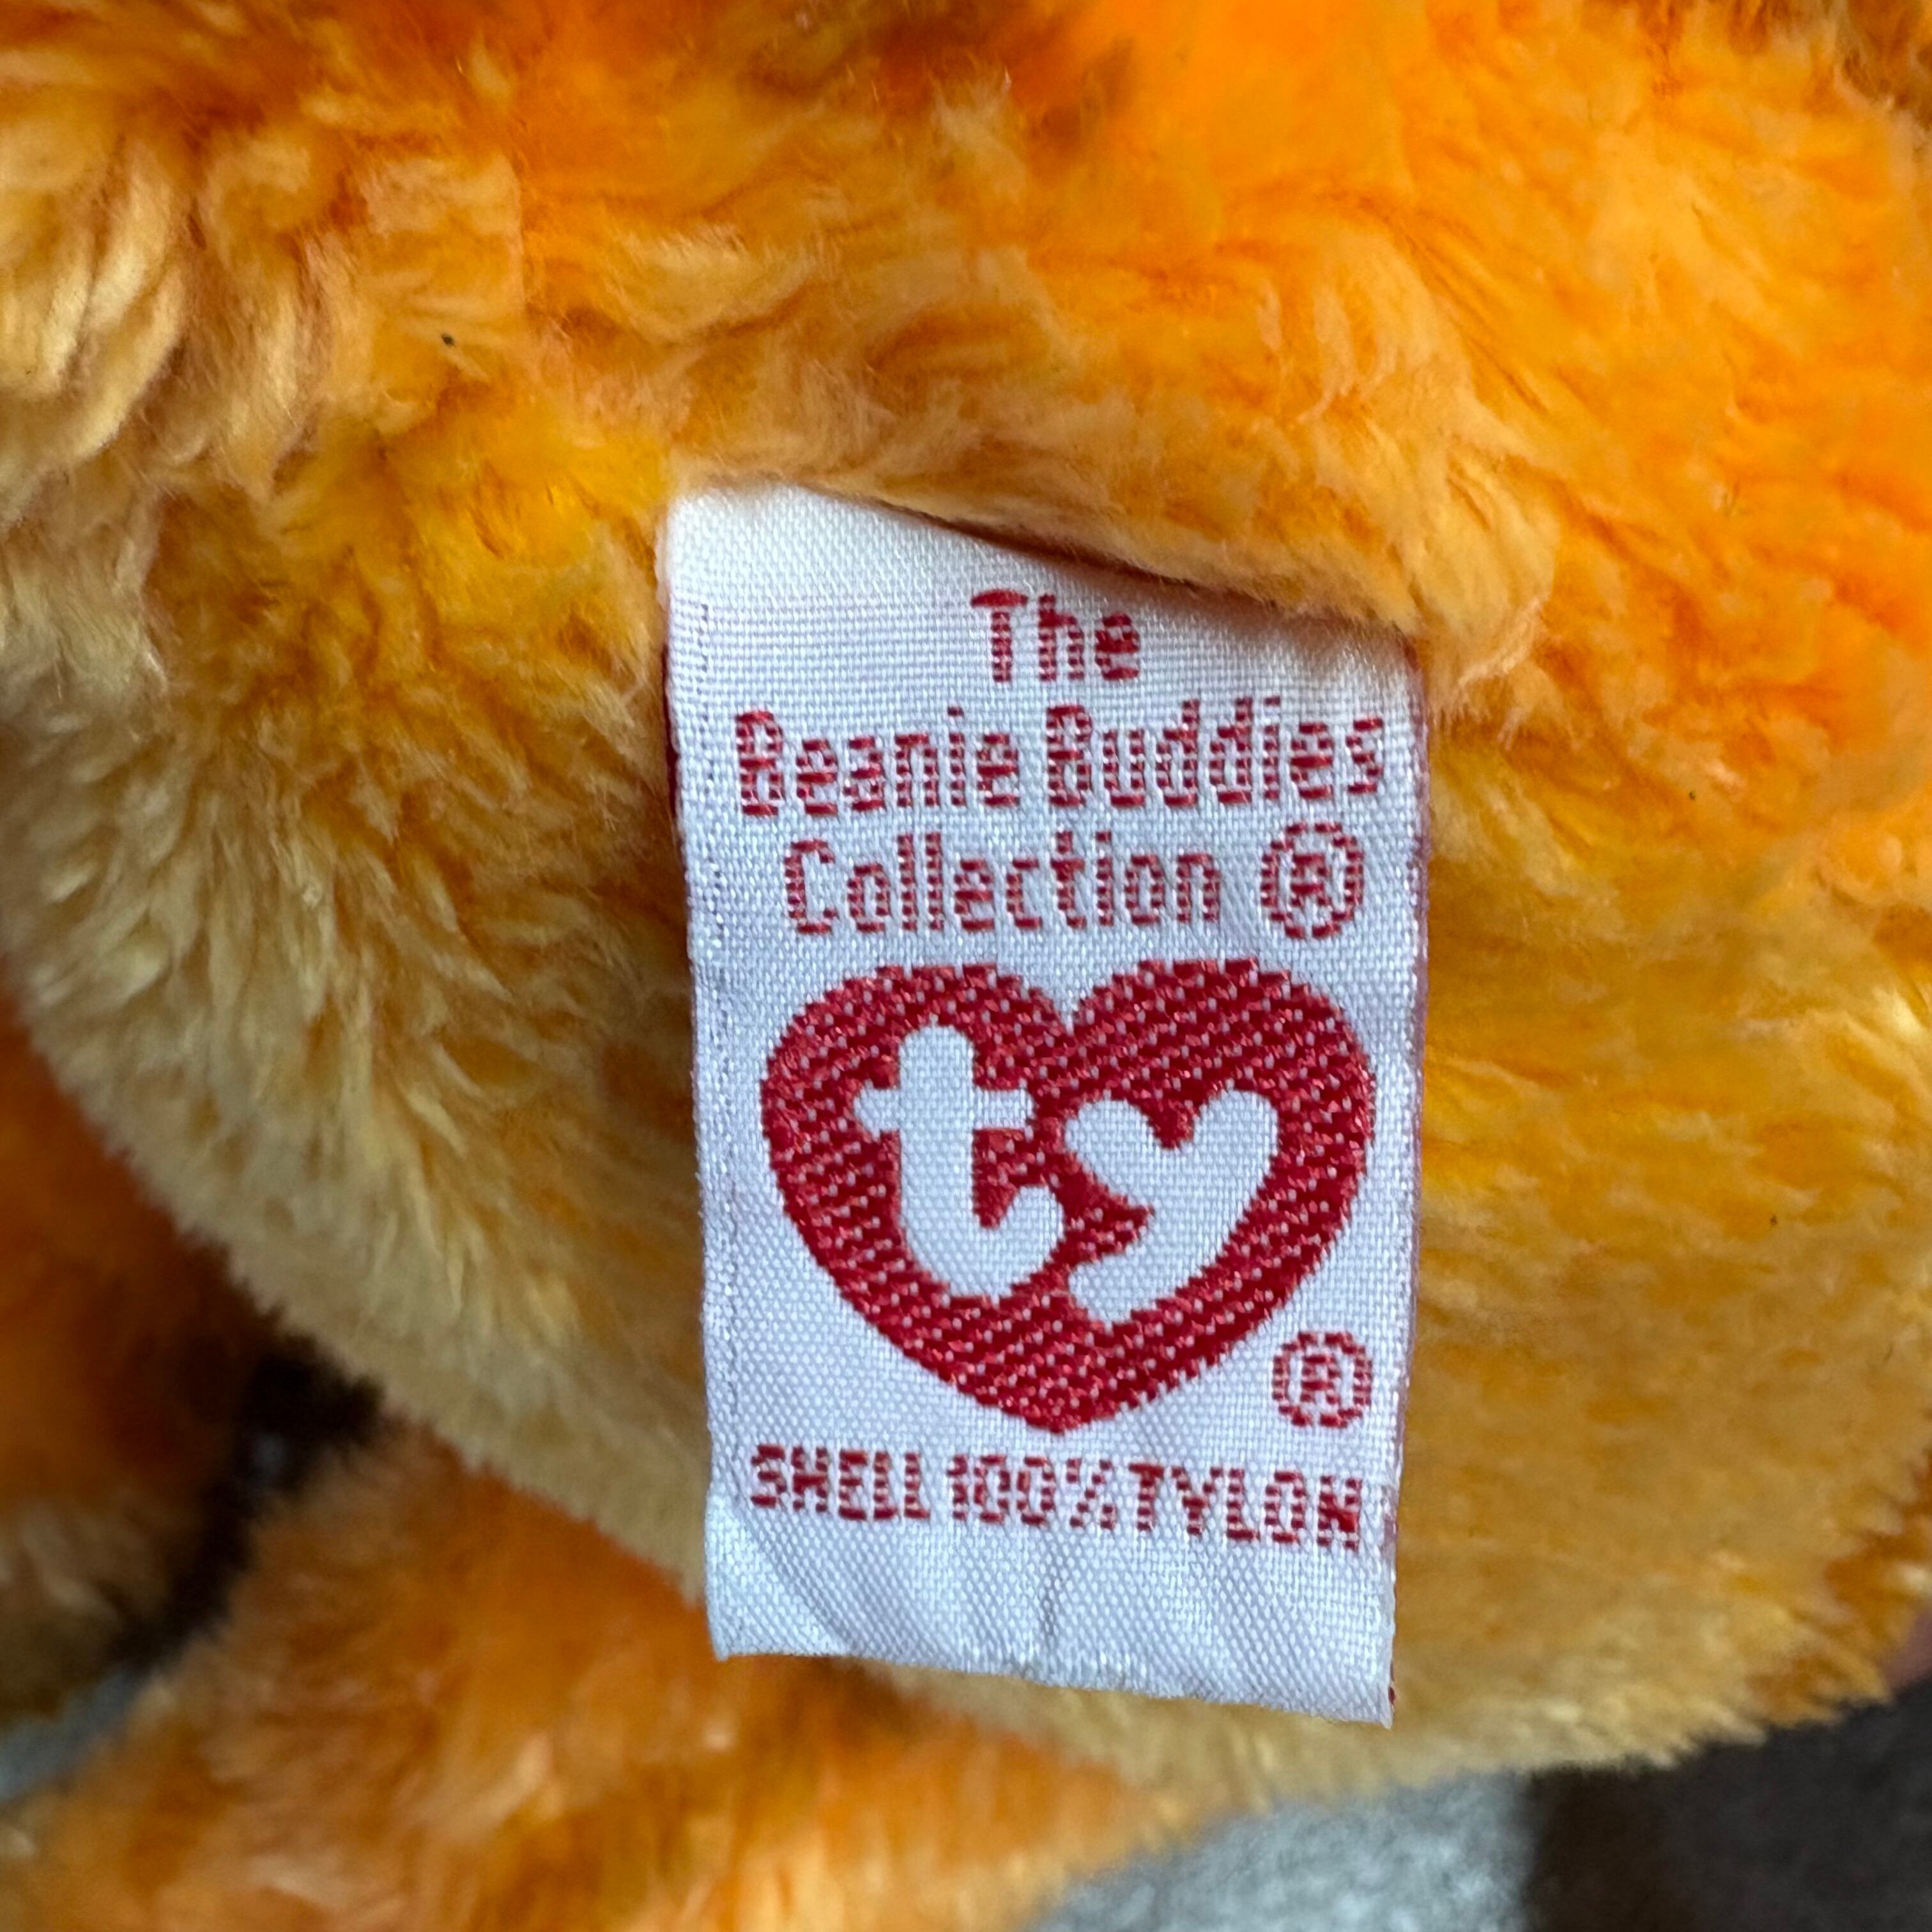 The
Beanie Buddies
Collection ®
ty
®
SHELL 100% TYLON